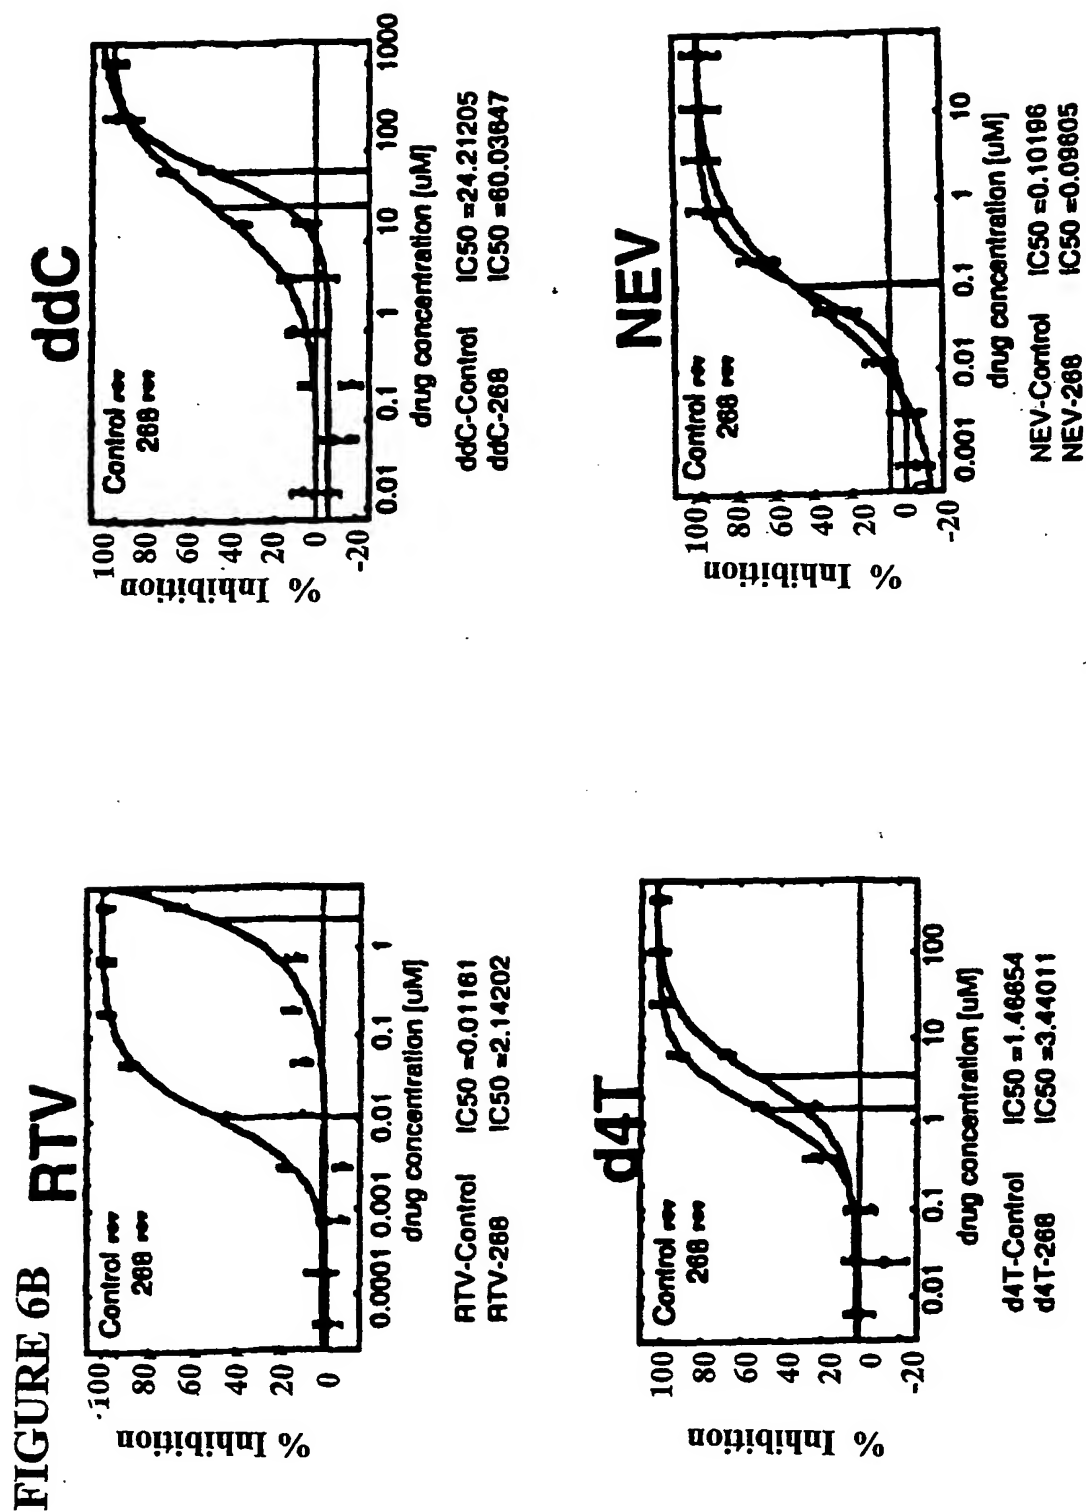 FIGURE 6B
RTV
% Inhibition
100
80
60
40
20
0
Control
268
0.0001 0.001 0.01 0.1 1
drug concentration [uM]
RTV-Control IC50 =0.01161
RTV-268 IC50 =2.14202
ddC
% Inhibition
100
80
60
40
20
0
-20
Control
268
0.01 0.1 1 10 100 1000
drug concentration [uM]
ddC-Control IC50 =24.21205
ddC-268 IC50 =60.03647
d4T
% Inhibition
100
80
60
40
20
0
-20
Control
268
0.01 0.1 1 10 100
drug concentration [uM]
d4T-Control IC50 =1.46654
d4T-268 IC50 =3.44011
NEV
% Inhibition
100
80
60
40
20
0
-20
Control
268
0.001 0.01 0.1 1 10
drug concentration [uM]
NEV-Control IC50 =0.10196
NEV-268 IC50 =0.09805